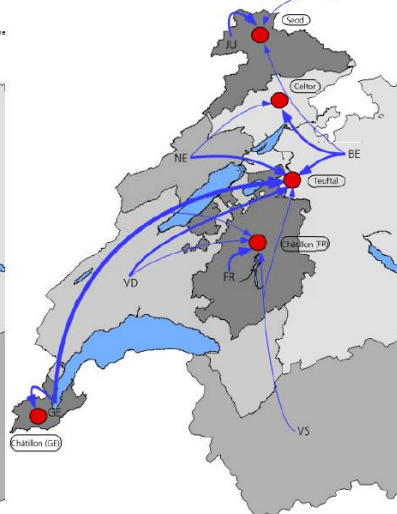 JU
Seod
Celtor
NE
BE
Teuftal
Châtillon (FR)
FR
VD
GE
Châtillon (GE)
VS